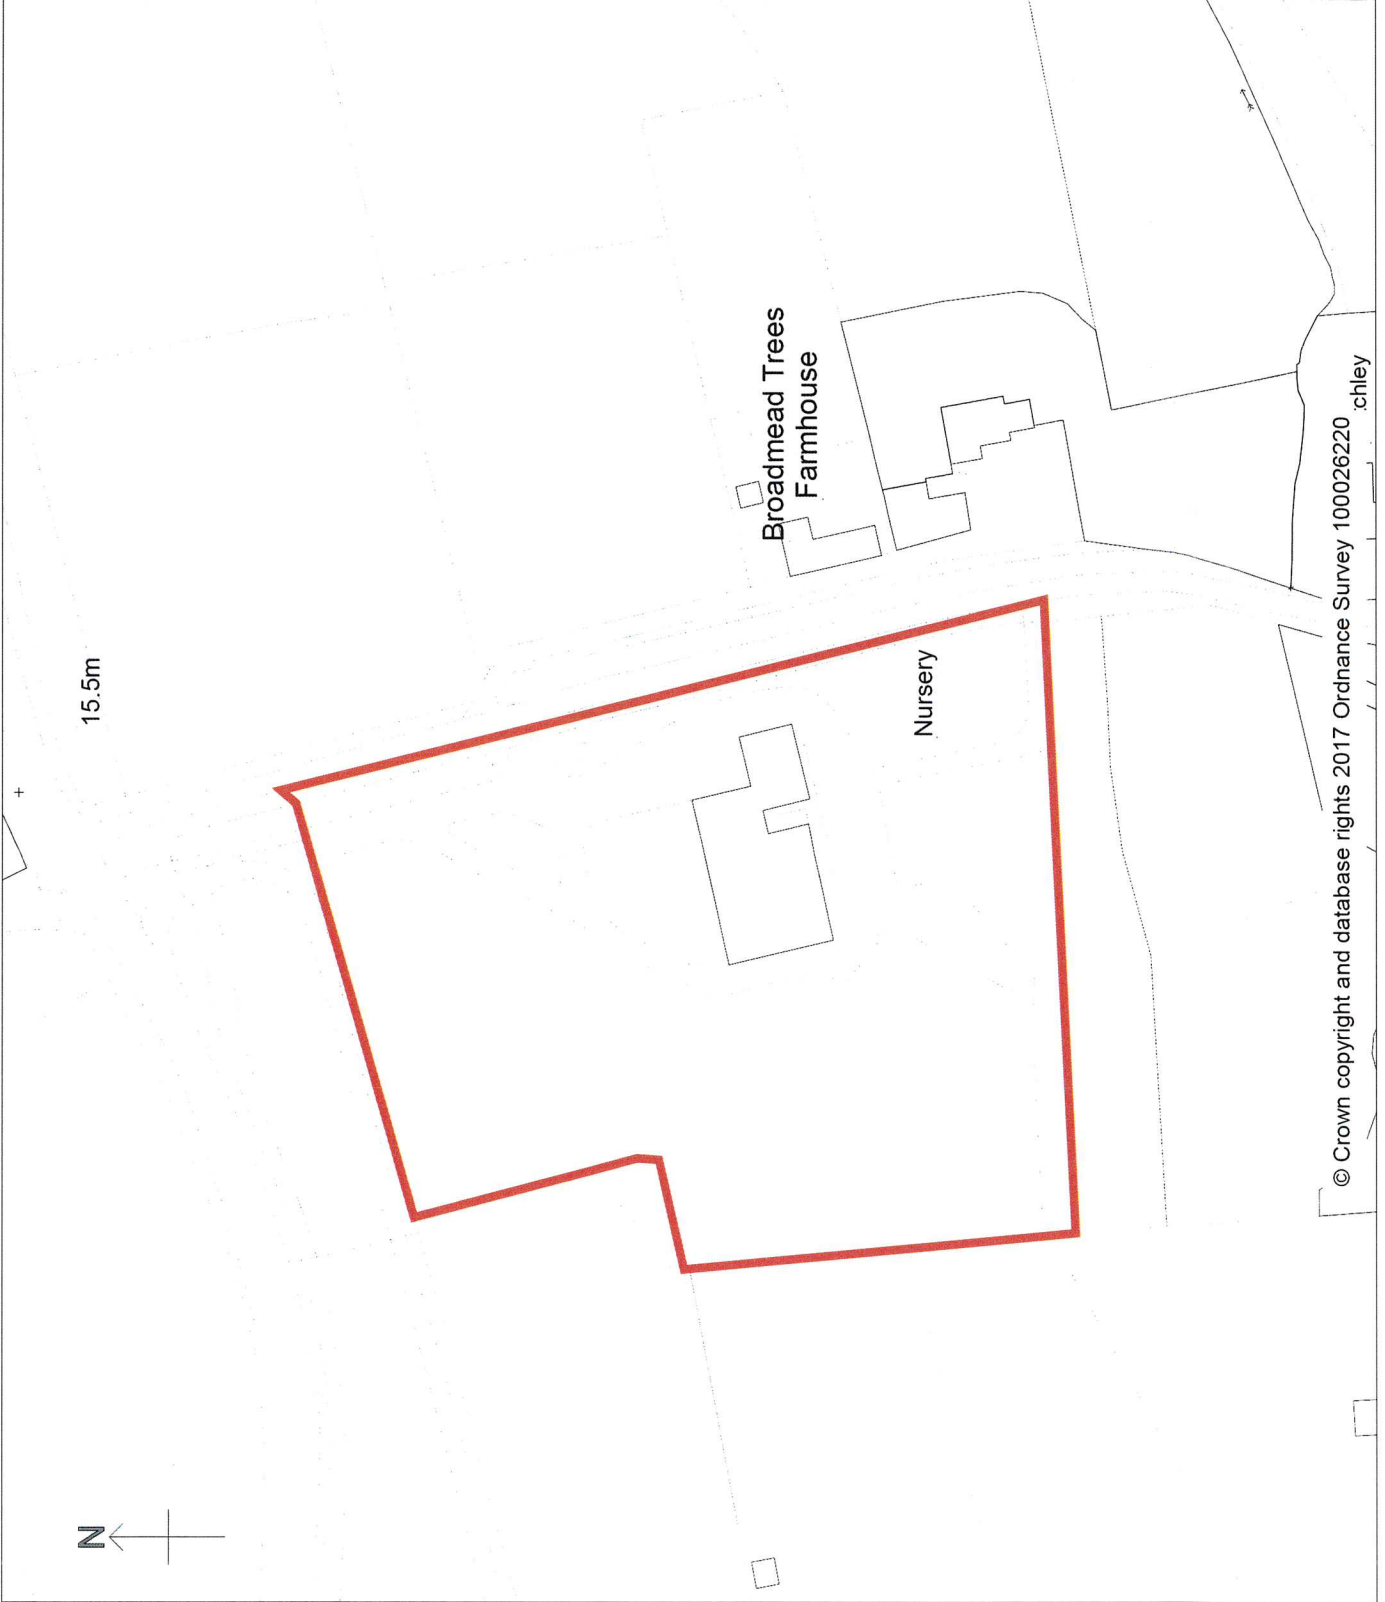 15.5m
Broadmead Trees
Farmhouse
Nursery
N
© Crown copyright and database rights 2017 Ordnance Survey 100026220
chley